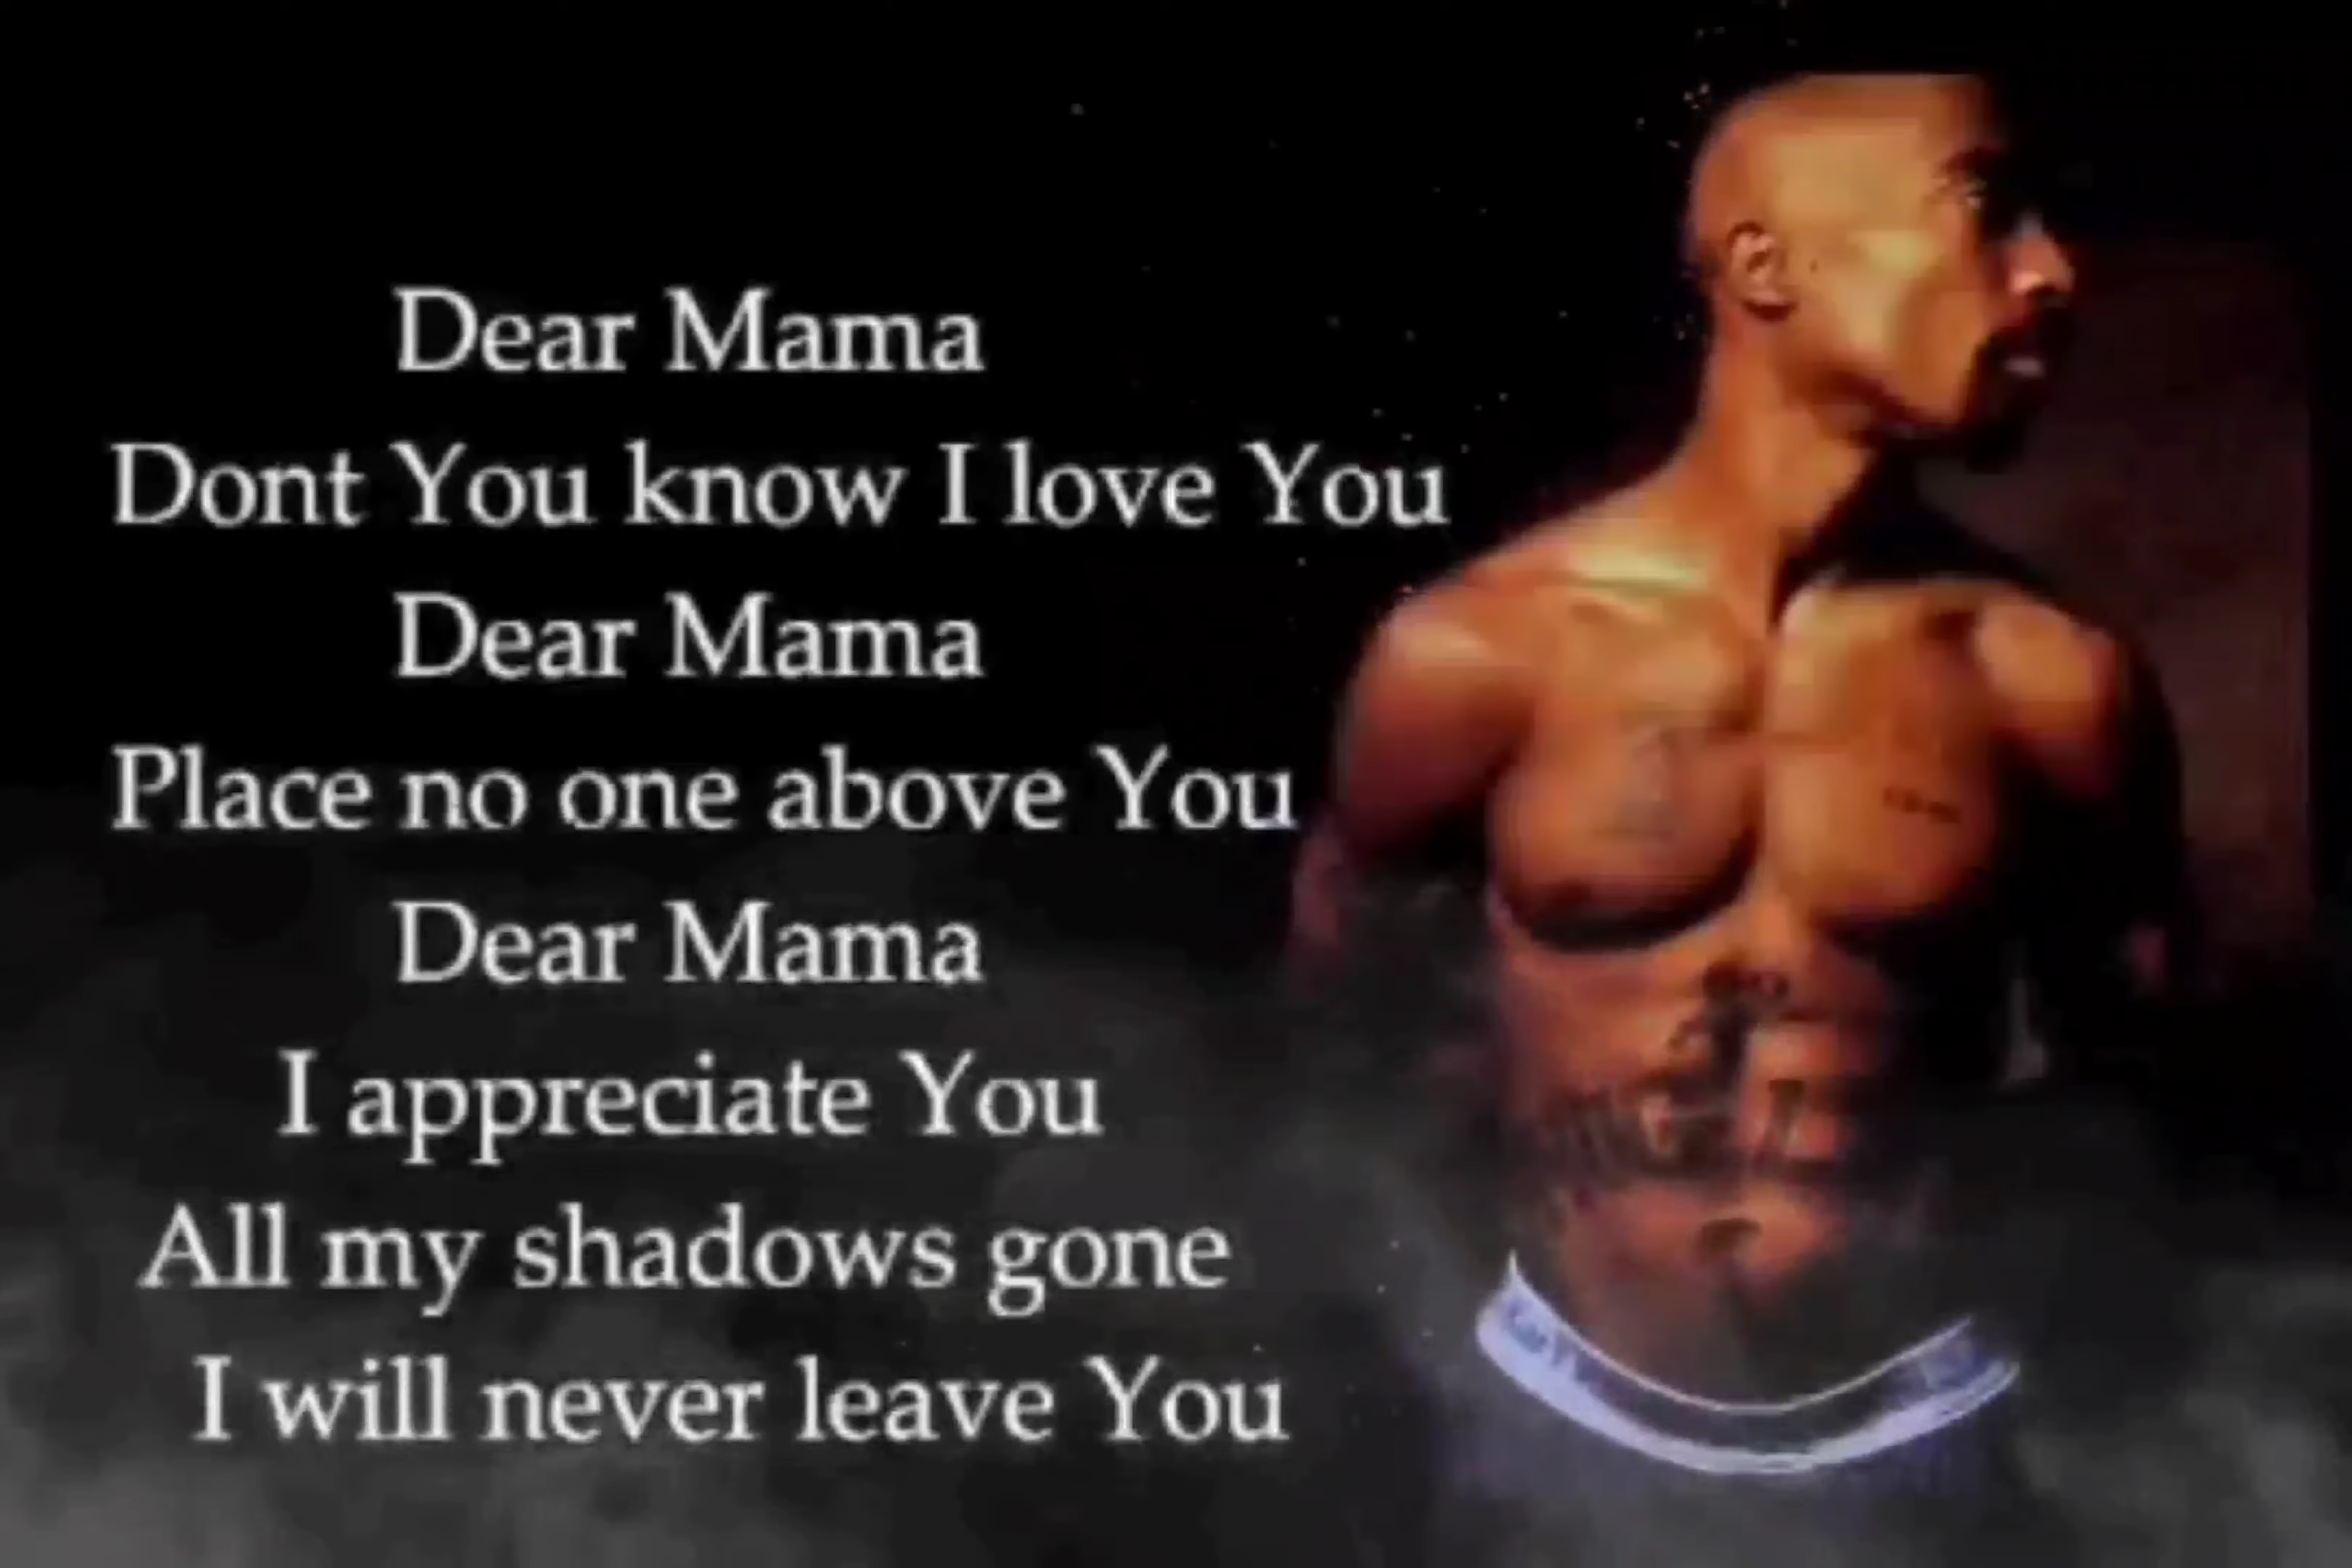 Dear Mama
Dont You know I love You
Dear Mama
Place no one above You
Dear Mama
I appreciate You
All my shadows gone
I will never leave You